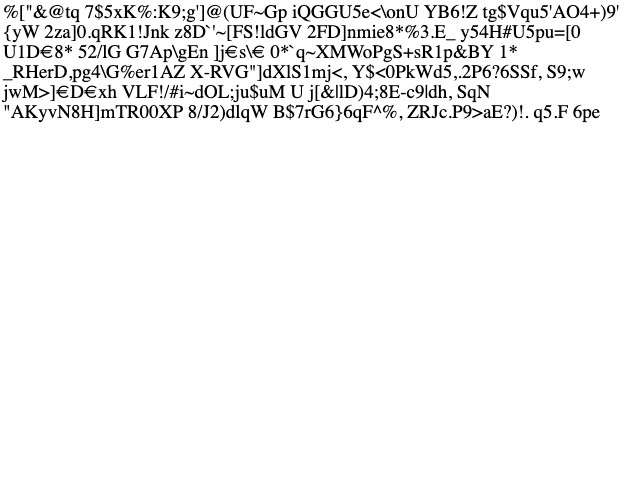 %["&@tq 7$5xK%:K9;g']@(UF~Gp iQGGU5e<\onU YB6!Z tg$Vqu5'AO4+)9'
{yW 2za]0.qRK1!Jnk z8D`'~[FS!ldGV 2FD]nmie8*%3.E_ y54H#U5pu=[0
U1D€8* 52/lG G7Ap\gEn ]j€s\€ 0*`q~XMWoPgS+sR1p&BY 1*
_RHerD,pg4\G%er1AZ X-RVG"]dXlS1mj<, Y$<0PkWd5,.2P6?6SSf, S9;w
jwM>]€D€xh VLF!/#i~dOL;ju$uM U j[&llD)4;8E-c9ldh, SqN
"AKyvN8H]mTR00XP 8/J2)dlqW B$7rG6}6qF^%, ZRJc.P9>aE?)!. q5.F 6pe